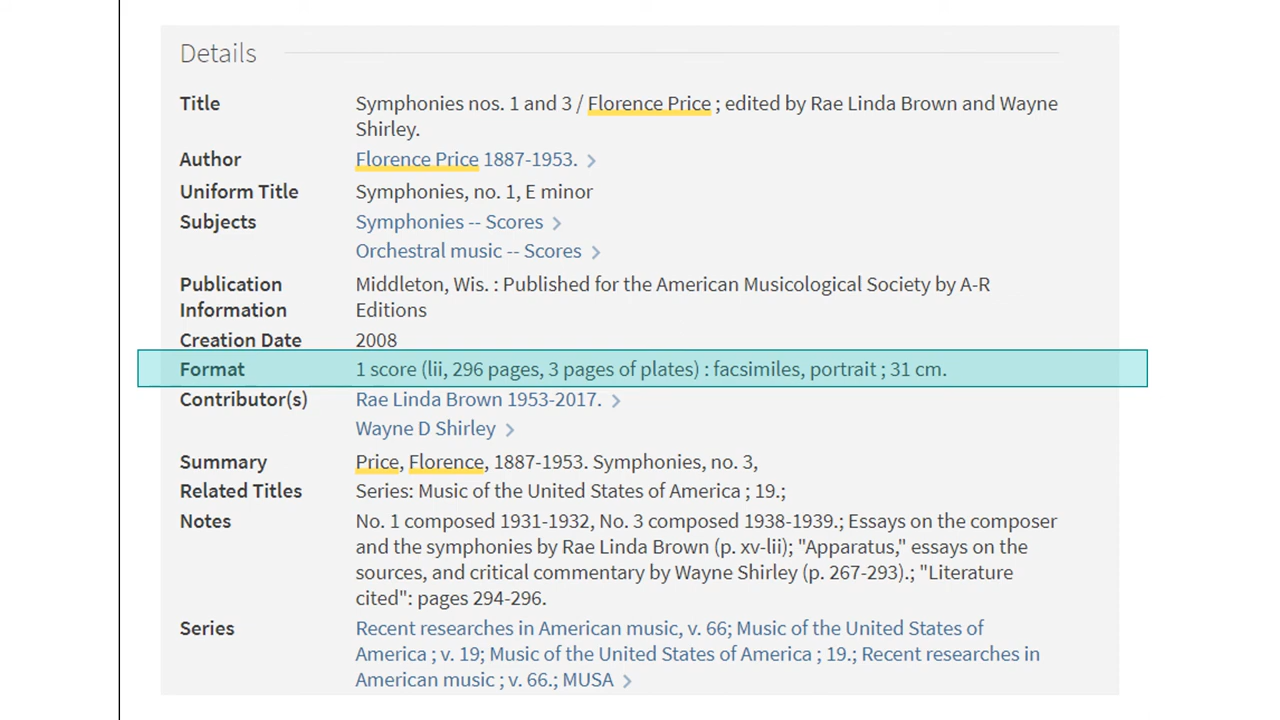 Details
Title Symphonies nos. 1 and 3 / Florence Price ; edited by Rae Linda Brown and Wayne
Shirley.
Author Florence Price 1887-1953.
Uniform Title Symphonies, no. 1, E minor
Subjects Symphonies -- Scores
Orchestral music -- Scores
Publication Middleton, Wis. : Published for the American Musicological Society by A-R
Information Editions
Creation Date 2008
Format 1 score (lii, 296 pages, 3 pages of plates) : facsimiles, portrait ; 31 cm.
Contributor(s) Rae Linda Brown 1953-2017.
Wayne D Shirley
Summary Price, Florence, 1887-1953. Symphonies, no. 3,
Related Titles Series: Music of the United States of America ; 19.;
Notes No. 1 composed 1931-1932, No. 3 composed 1938-1939.; Essays on the composer
and the symphonies by Rae Linda Brown (p. xv-lii); "Apparatus," essays on the
sources, and critical commentary by Wayne Shirley (p. 267-293).; "Literature
cited": pages 294-296.
Series Recent researches in American music, v. 66; Music of the United States of
America ; v. 19; Music of the United States of America ; 19.; Recent researches in
American music ; v. 66.; MUSA